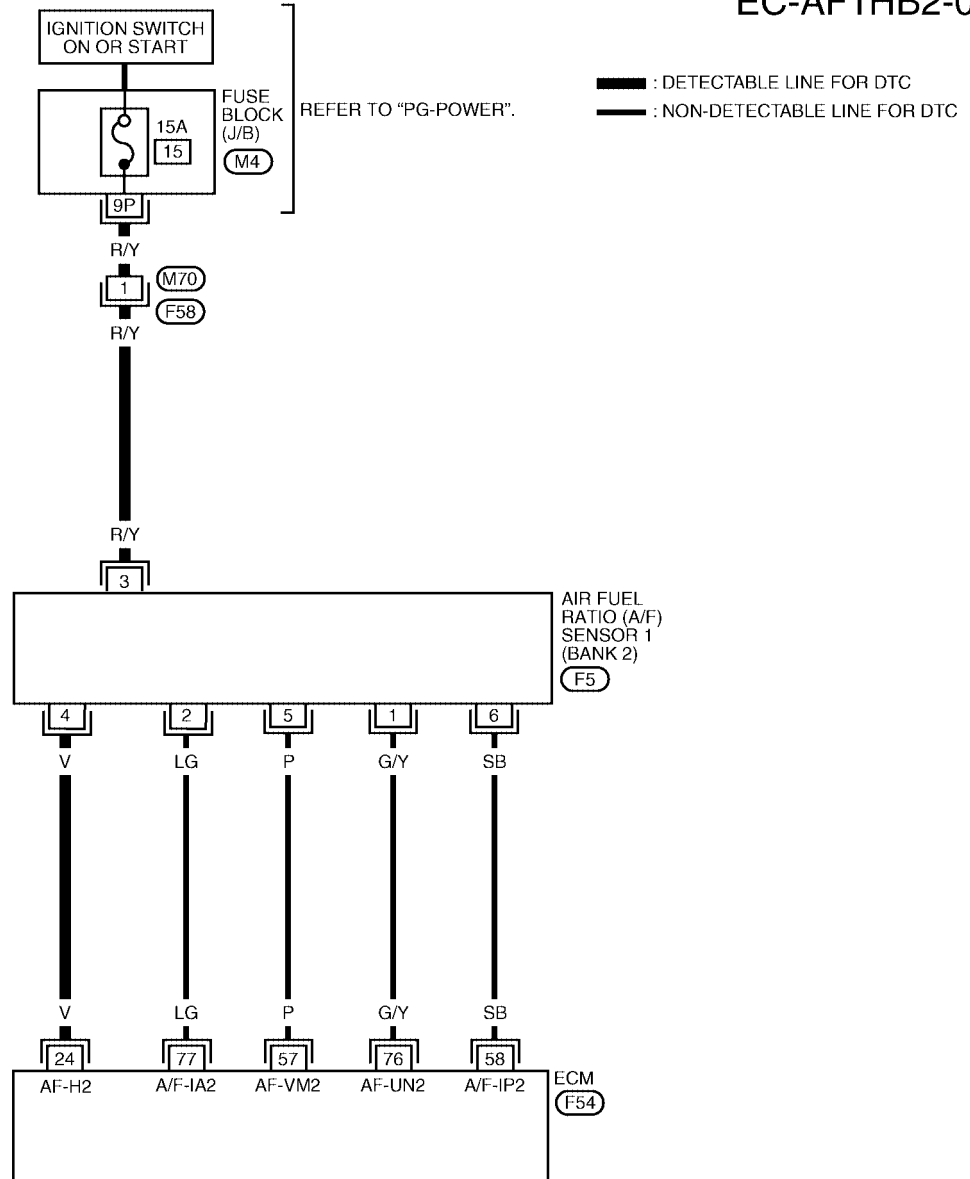 EC-AF1HB2-0
IGNITION SWITCH
ON OR START
FUSE
BLOCK
(J/B)
M4
REFER TO “PG-POWER”.
: DETECTABLE LINE FOR DTC
: NON-DETECTABLE LINE FOR DTC
15A
15
9P
R/Y
1
M70
F58
R/Y
R/Y
3
AIR FUEL
RATIO (A/F)
SENSOR 1
(BANK 2)
F5
4 2 5 1 6
V LG P G/Y SB
V LG P G/Y SB
24 77 57 76 58
AF-H2 A/F-IA2 AF-VM2 AF-UN2 A/F-IP2
ECM
F54